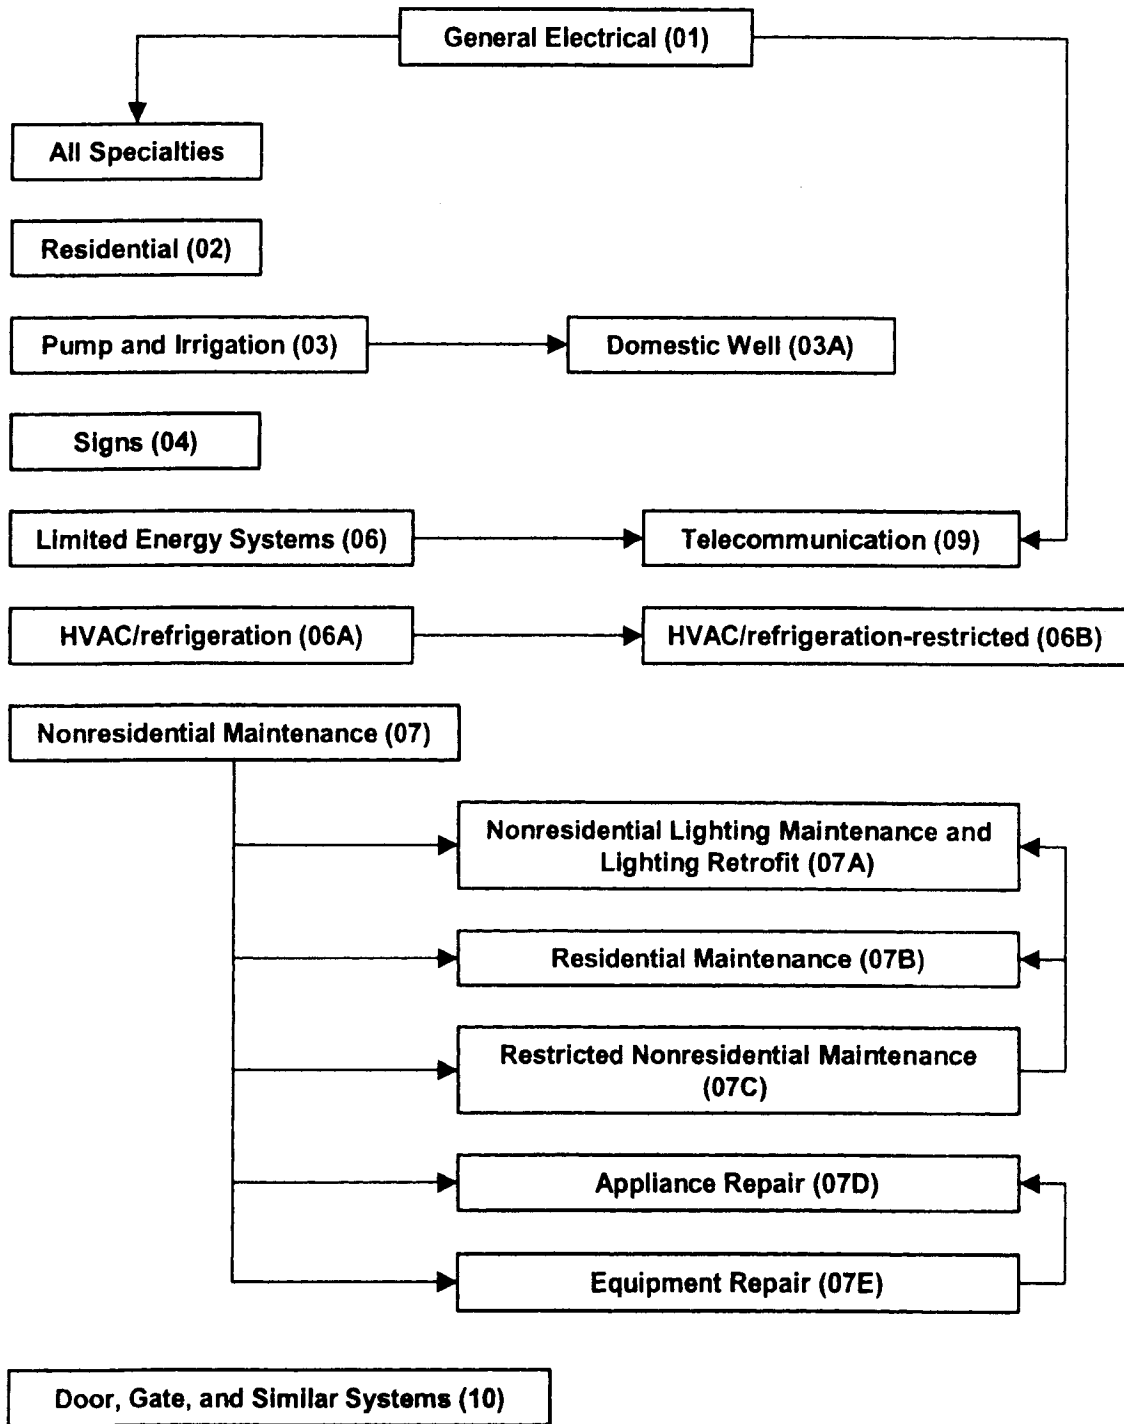 General Electrical (01)
All Specialties
Residential (02)
Pump and Irrigation (03)
Domestic Well (03A)
Signs (04)
Limited Energy Systems (06)
Telecommunication (09)
HVAC/refrigeration (06A)
HVAC/refrigeration-restricted (06B)
Nonresidential Maintenance (07)
Nonresidential Lighting Maintenance and
Lighting Retrofit (07A)
Residential Maintenance (07B)
Restricted Nonresidential Maintenance
(07C)
Appliance Repair (07D)
Equipment Repair (07E)
Door, Gate, and Similar Systems (10)